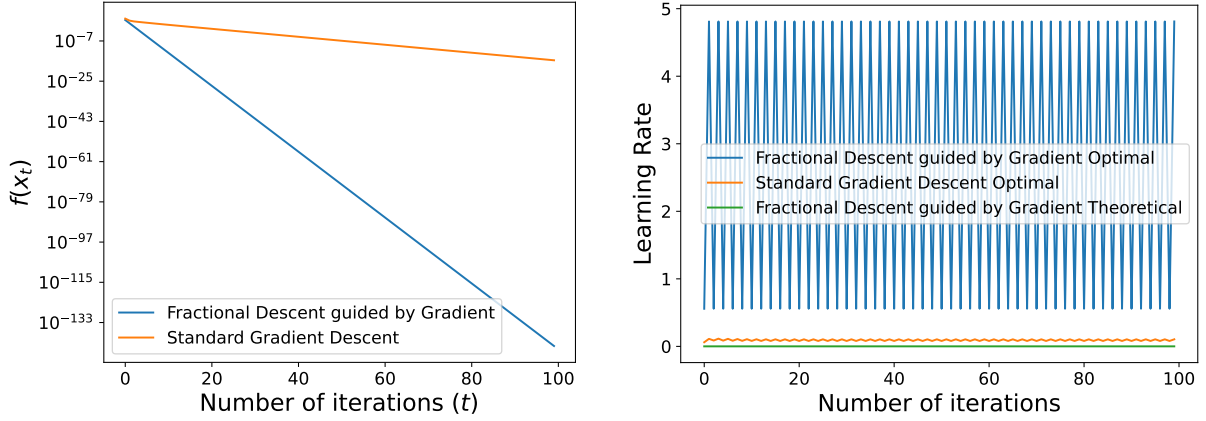 f(x_t)
10^{-7}
10^{-25}
10^{-43}
10^{-61}
10^{-79}
10^{-97}
10^{-115}
10^{-133}
Fractional Descent guided by Gradient
Standard Gradient Descent
0 20 40 60 80 100
Number of iterations (t)
Learning Rate
5
4
3
2
1
0
Fractional Descent guided by Gradient Optimal
Standard Gradient Descent Optimal
Fractional Descent guided by Gradient Theoretical
0 20 40 60 80 100
Number of iterations